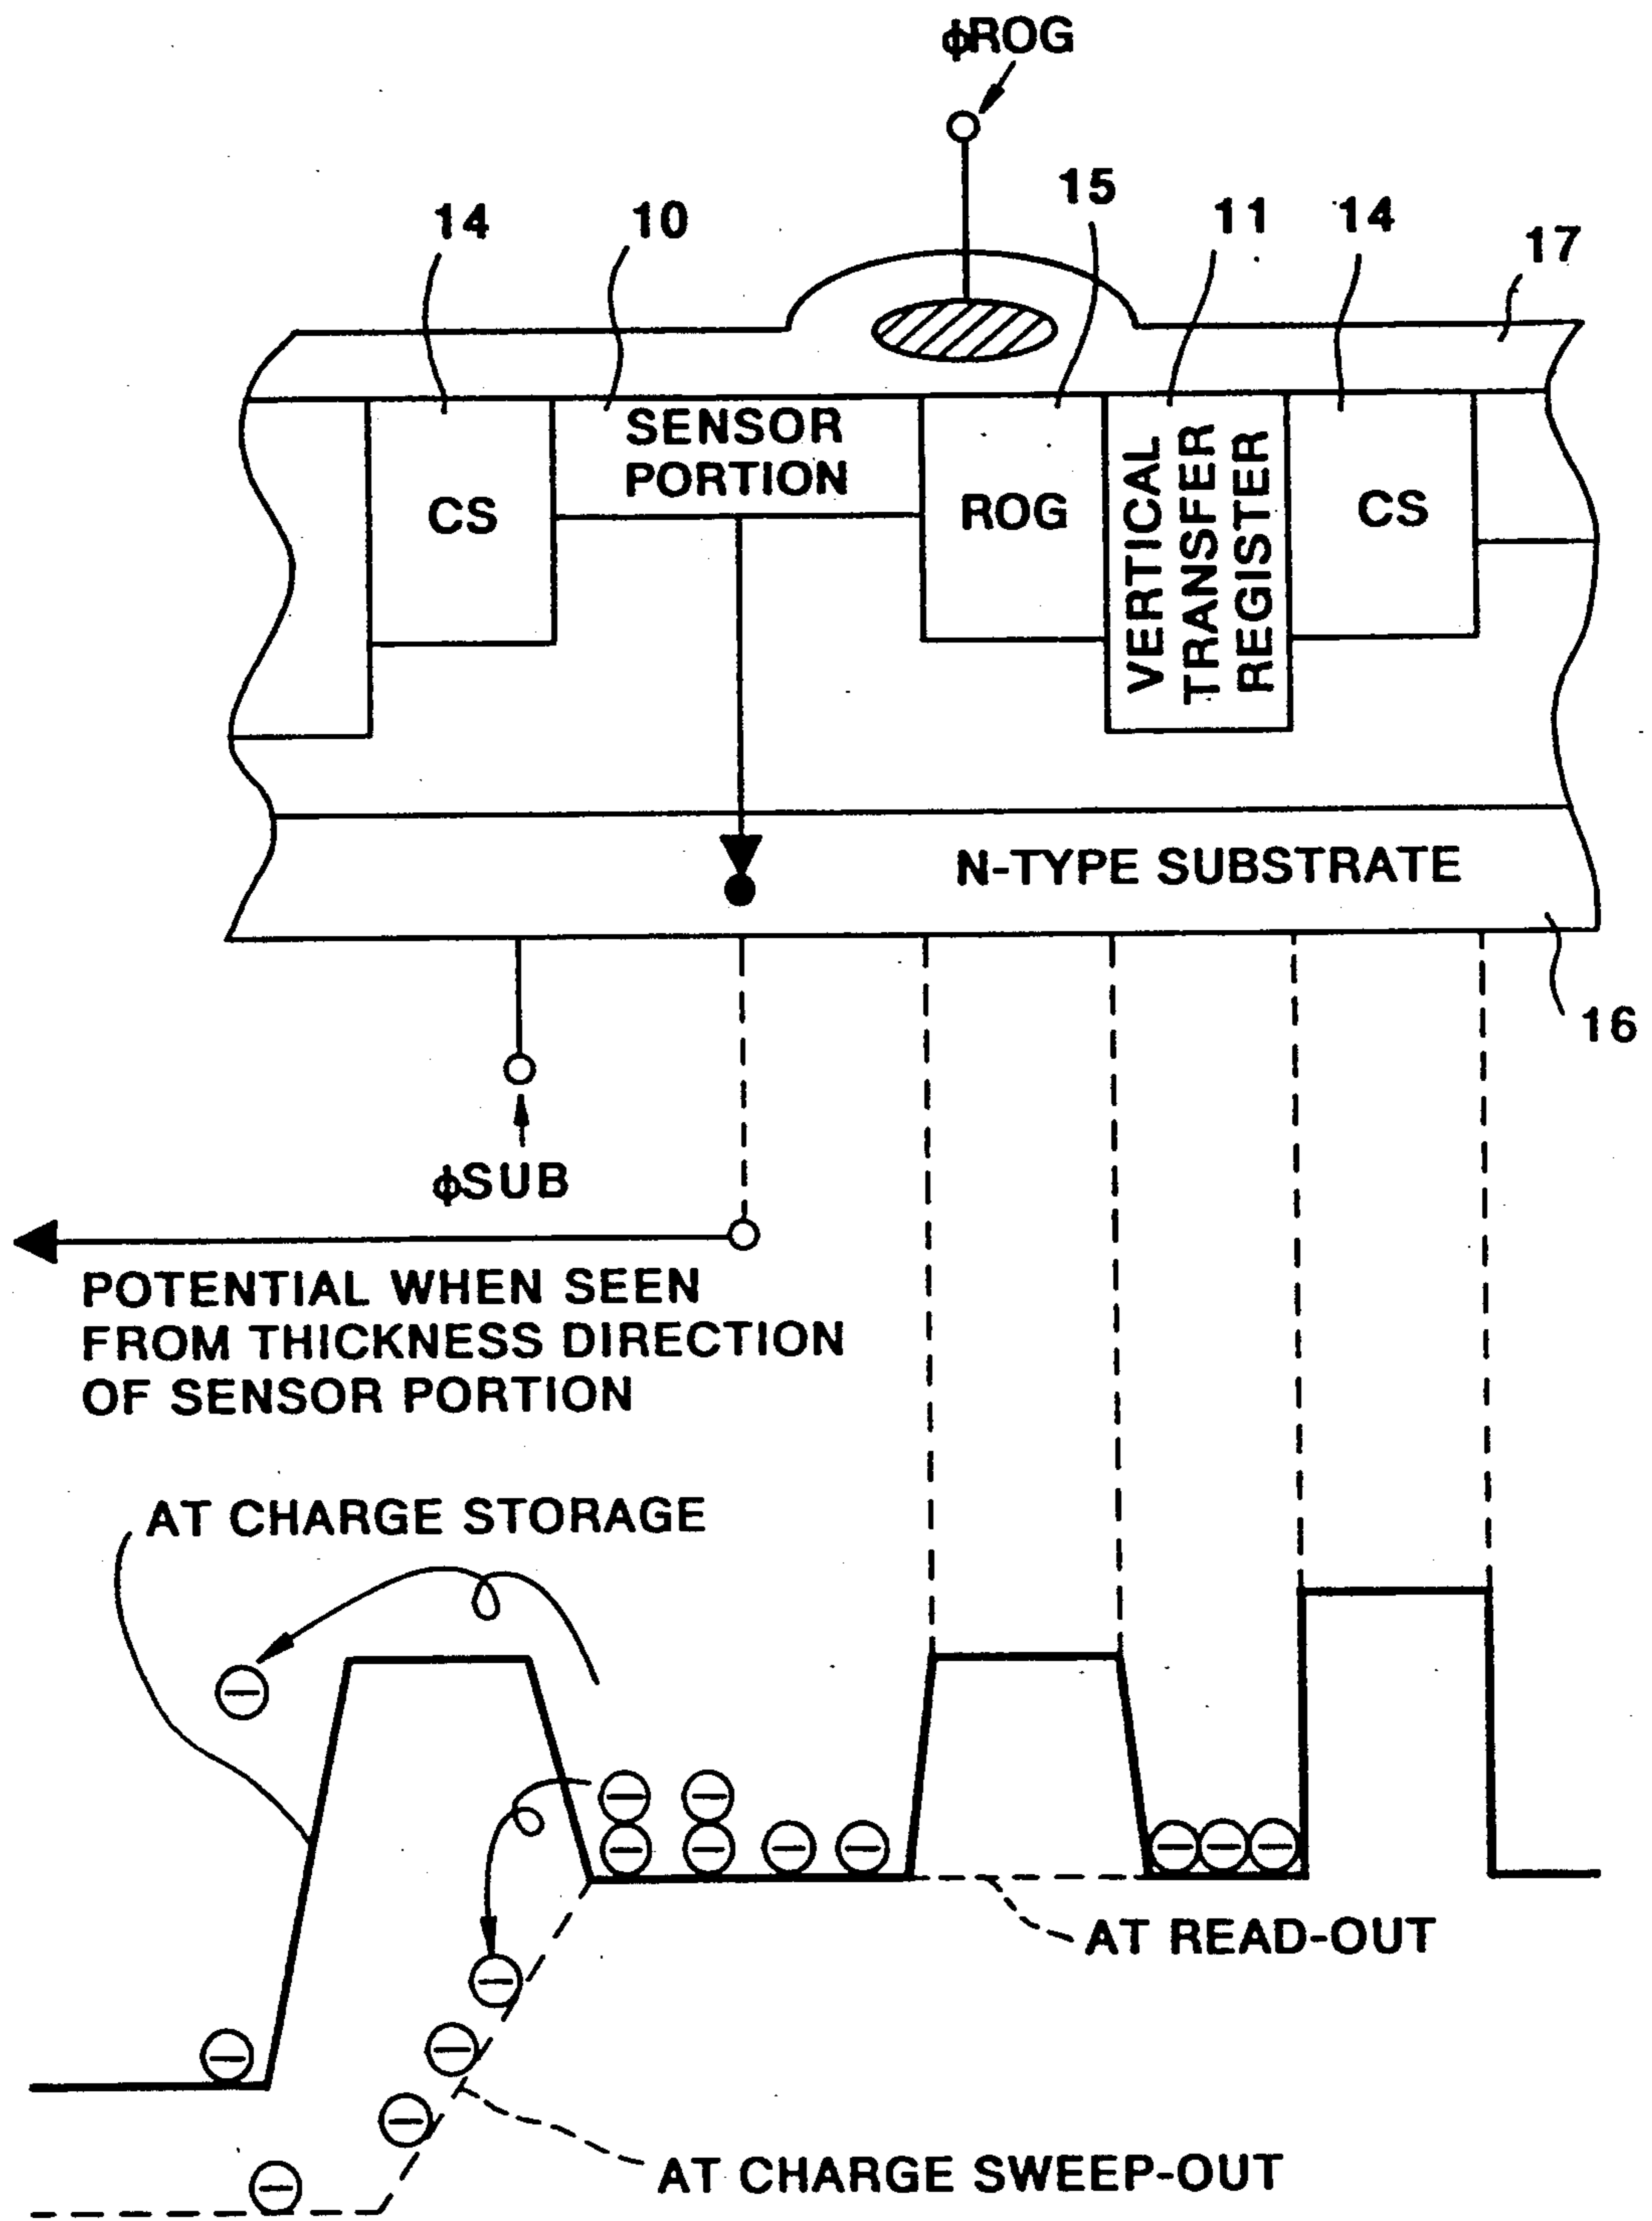 ϕROG
15
14
10
11
14
17
SENSOR
PORTION
CS
ROG
VERTICAL
TRANSFER
REGISTER
CS
N-TYPE SUBSTRATE
16
ϕSUB
POTENTIAL WHEN SEEN
FROM THICKNESS DIRECTION
OF SENSOR PORTION
AT CHARGE STORAGE
AT READ-OUT
AT CHARGE SWEEP-OUT